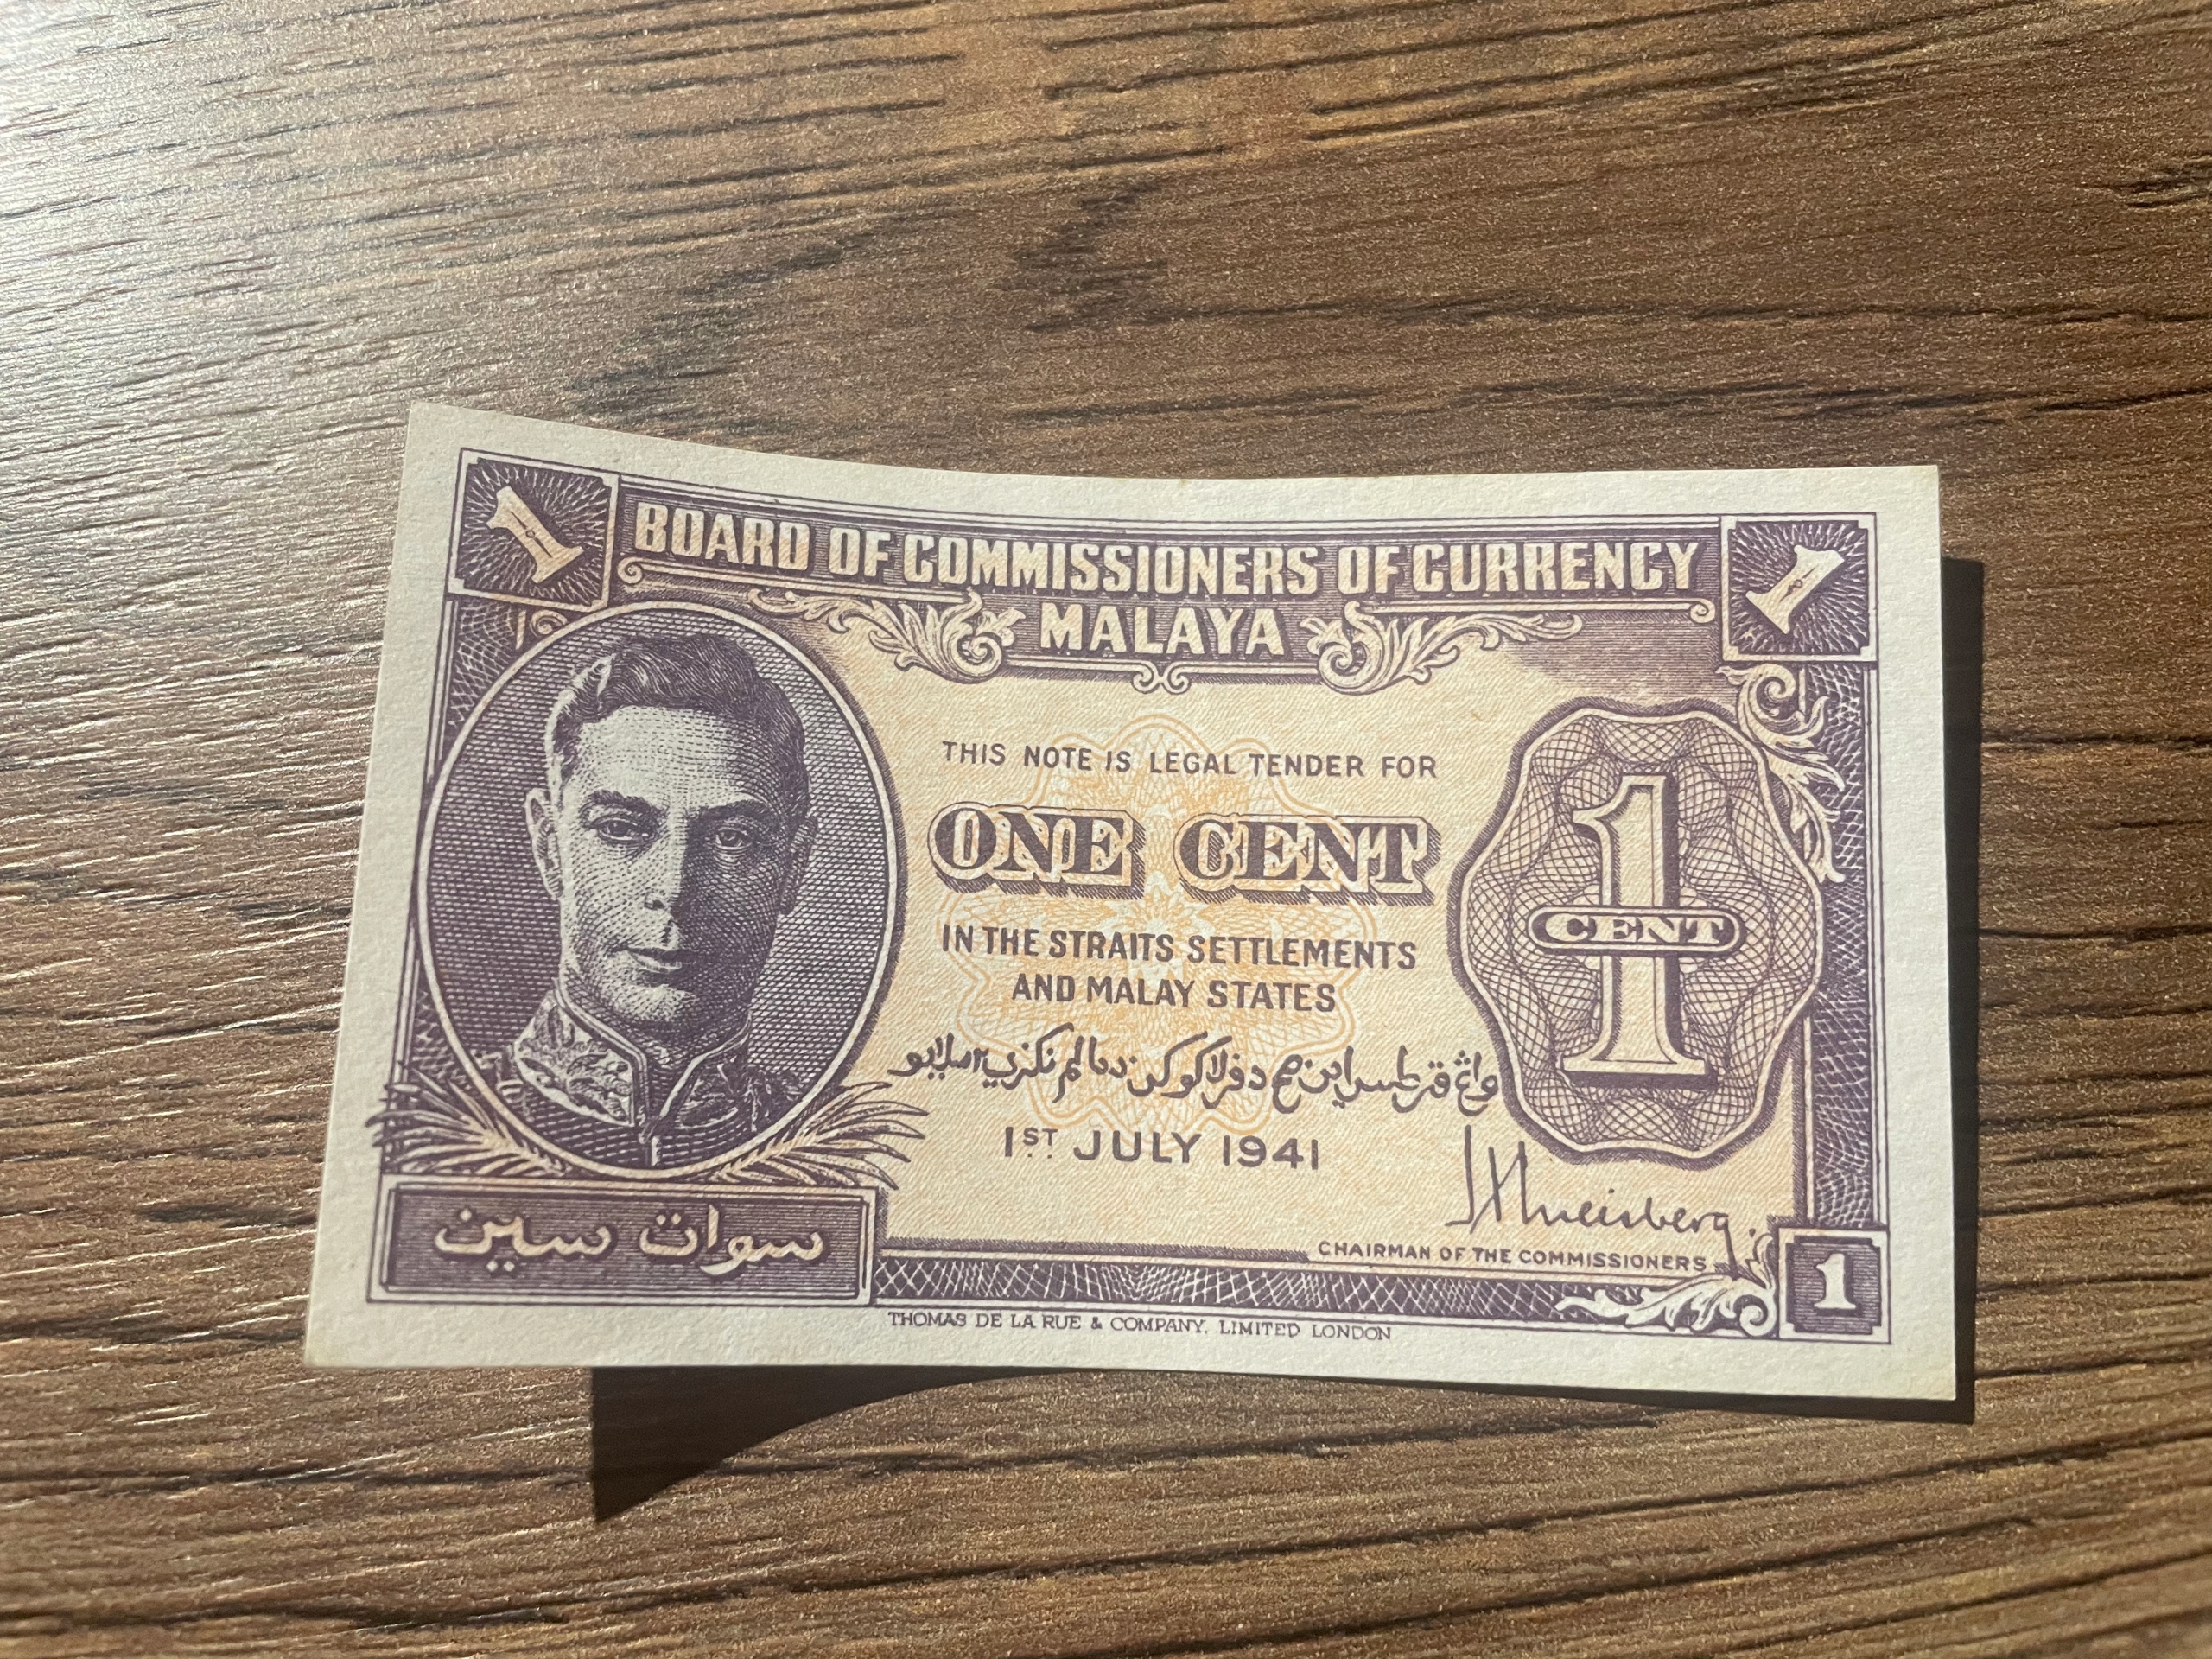 1 BOARD OF COMMISSIONERS OF CURRENCY 1
MALAYA
THIS NOTE IS LEGAL TENDER FOR
ONE CENT
1
CENT
IN THE STRAITS SETTLEMENTS
AND MALAY STATES
1ST JULY 1941
سوات سين
CHAIRMAN OF THE COMMISSIONERS
1
THOMAS DE LA RUE & COMPANY, LIMITED LONDON